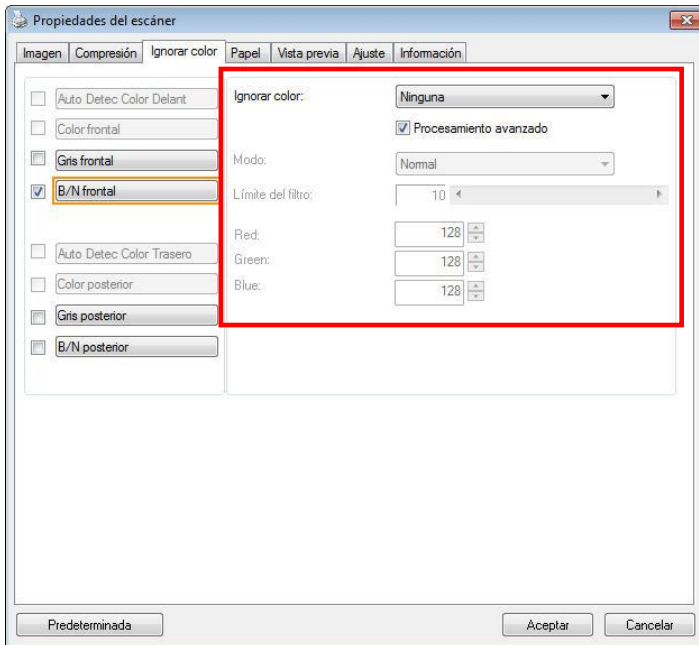 Propiedades del escáner
Imagen Compresión Ignorar color Papel Vista previa Ajuste Información
Auto Detec Color Delant
Color frontal
Gris frontal
B/N frontal
Auto Detec Color Trasero
Color posterior
Gris posterior
B/N posterior
Ignorar color: Ninguna
Procesamiento avanzado
Modo: Normal
Límite del filtro: 10
Red: 128
Green: 128
Blue: 128
Predeterminada Aceptar Cancelar